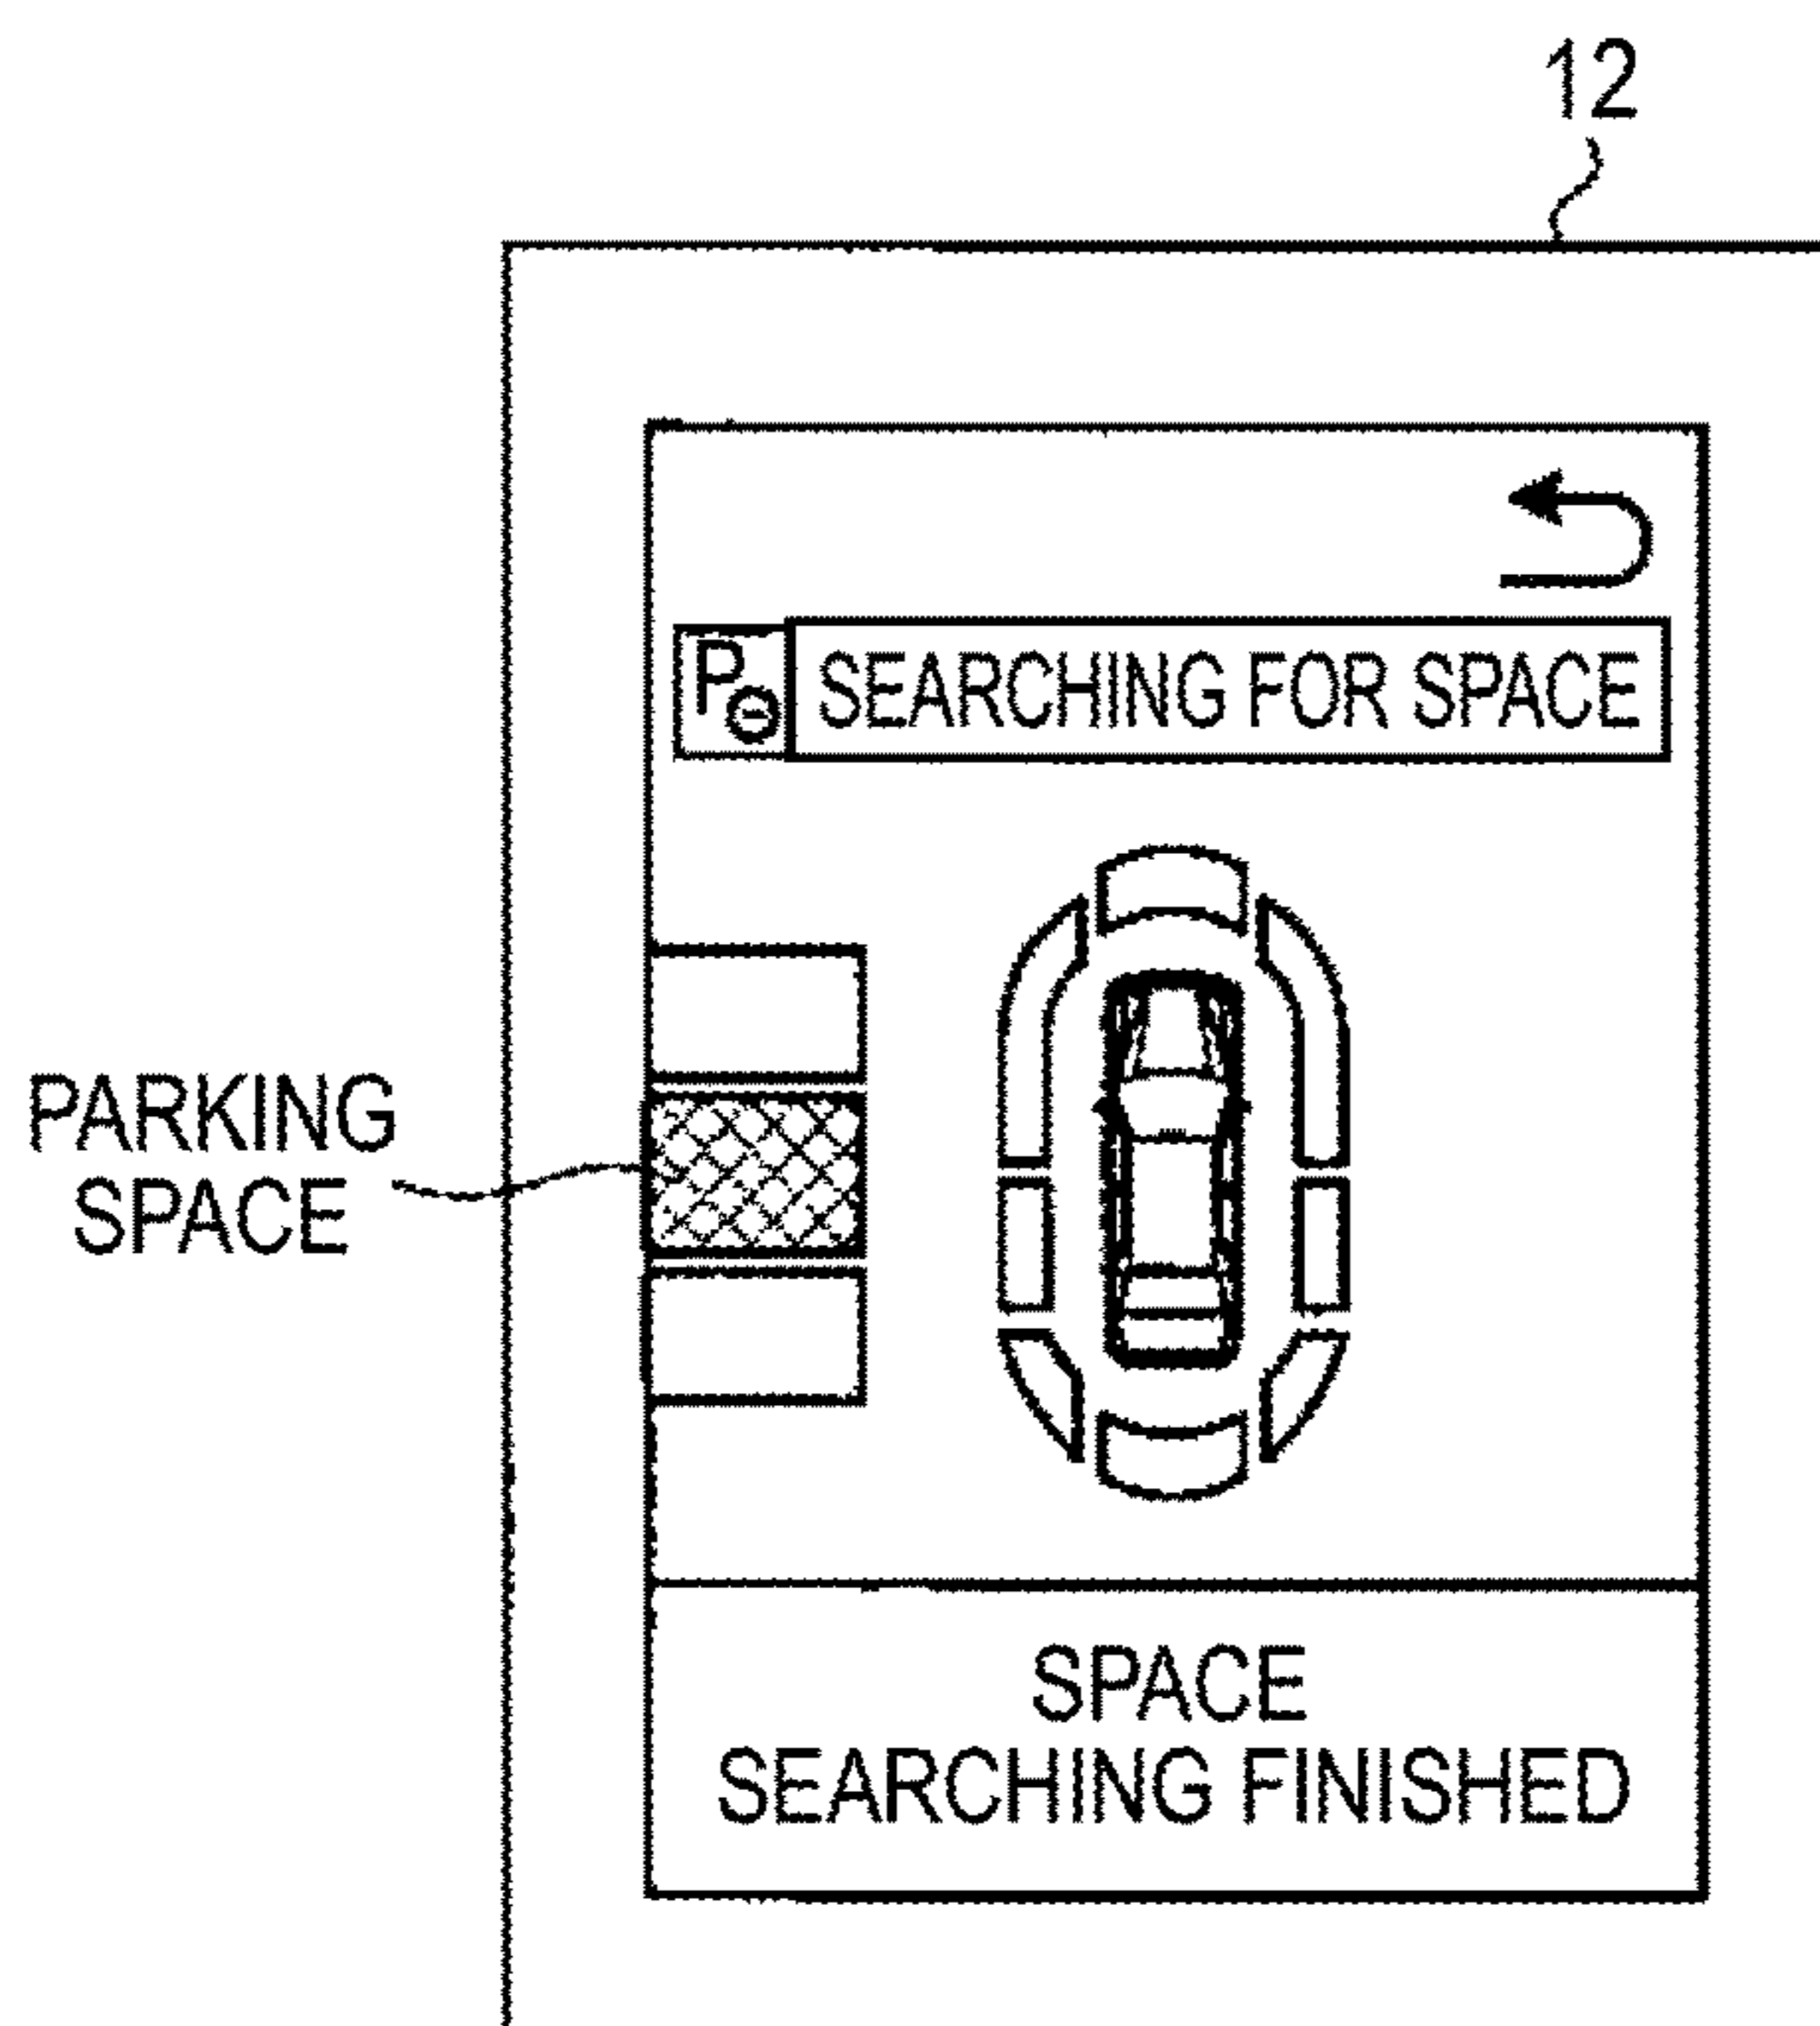 12
P
SEARCHING FOR SPACE
PARKING
SPACE
SPACE
SEARCHING FINISHED